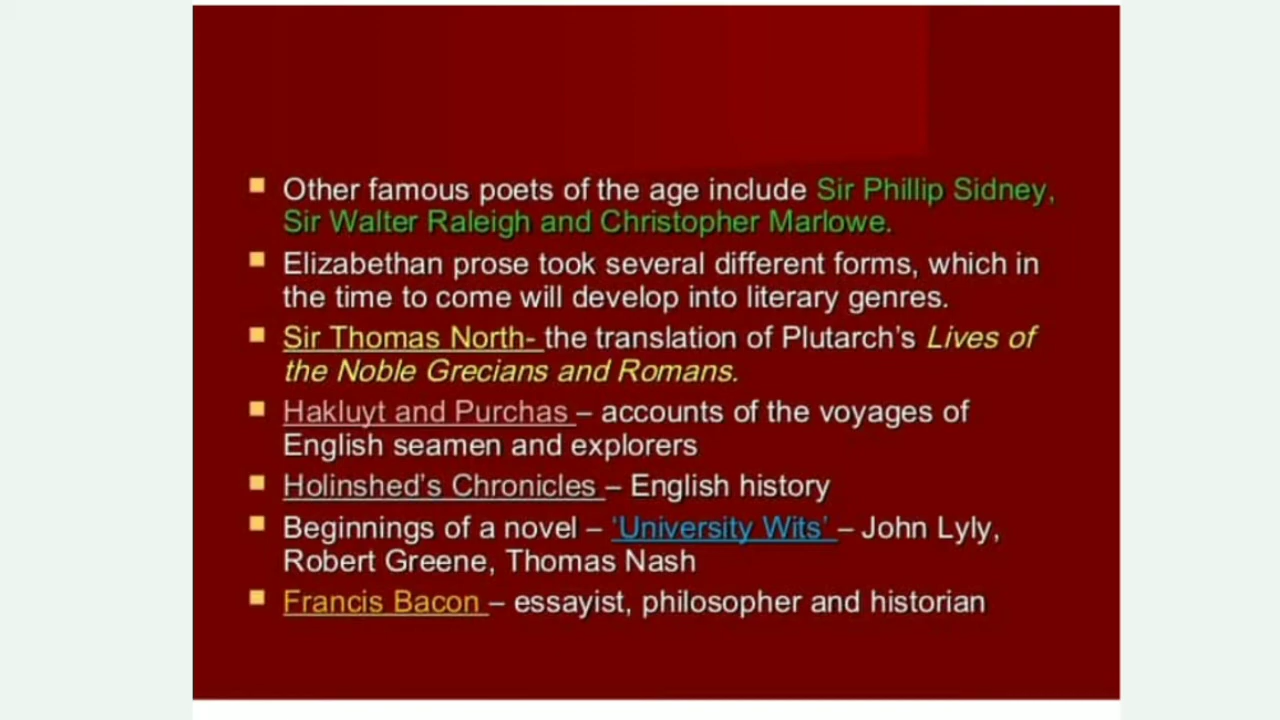 Other famous poets of the age include Sir Phillip Sidney,
Sir Walter Raleigh and Christopher Marlowe.
Elizabethan prose took several different forms, which in
the time to come will develop into literary genres.
Sir Thomas North- the translation of Plutarch’s Lives of
the Noble Grecians and Romans.
Hakluyt and Purchas – accounts of the voyages of
English seamen and explorers
Holinshed’s Chronicles – English history
Beginnings of a novel – ‘University Wits’ – John Lyly,
Robert Greene, Thomas Nash
Francis Bacon – essayist, philosopher and historian